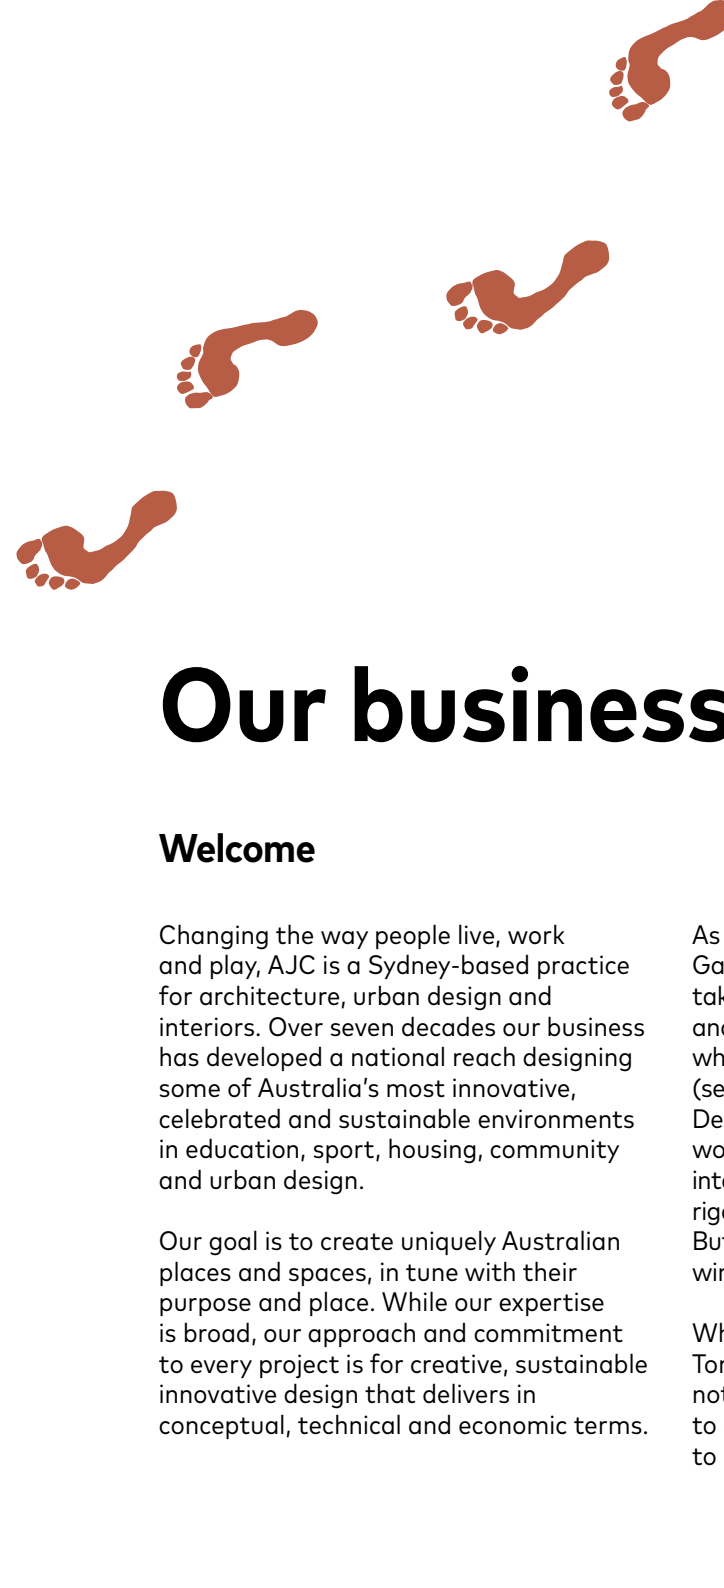 Our business
Welcome
Changing the way people live, work
and play, AJC is a Sydney-based practice
for architecture, urban design and
interiors. Over seven decades our business
has developed a national reach designing
some of Australia’s most innovative,
celebrated and sustainable environments
in education, sport, housing, community
and urban design.
Our goal is to create uniquely Australian
places and spaces, in tune with their
purpose and place. While our expertise
is broad, our approach and commitment
to every project is for creative, sustainable
innovative design that delivers in
conceptual, technical and economic terms.
As
to
to